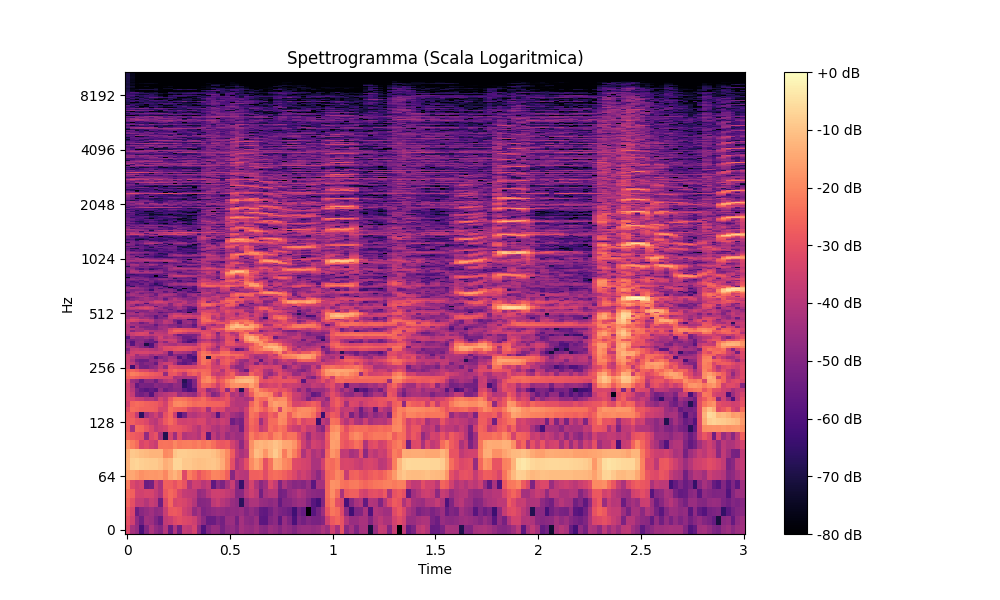 Spettrogramma (Scala Logaritmica)
8192
4096
2048
1024
512
256
128
64
0
Hz
0
0.5
1
1.5
2
2.5
3
Time
+0 dB
-10 dB
-20 dB
-30 dB
-40 dB
-50 dB
-60 dB
-70 dB
-80 dB